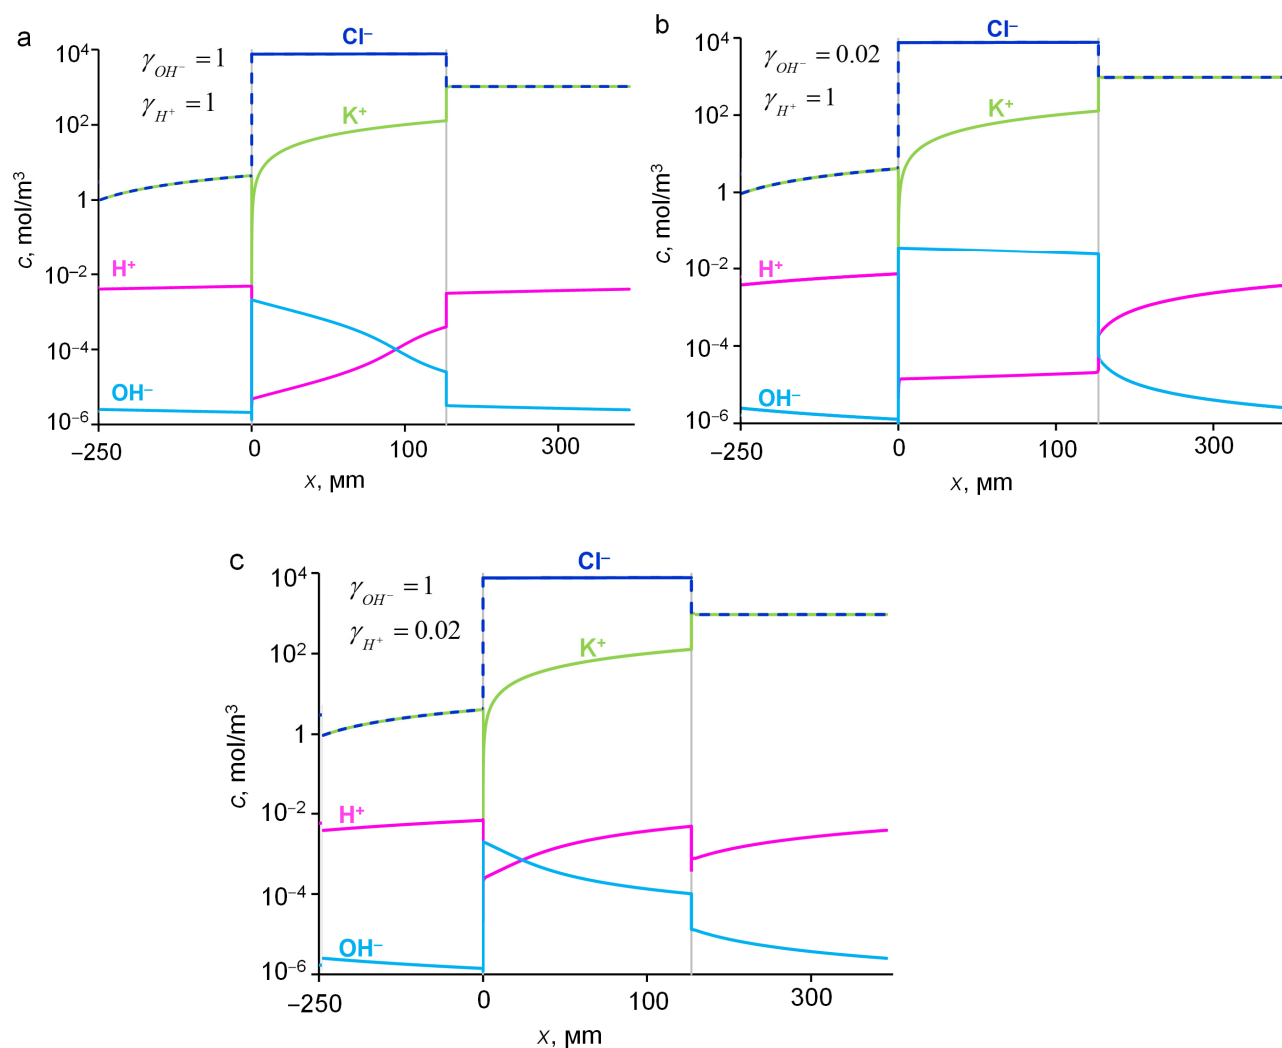 a
Cl⁻
10⁴
γOH⁻ = 1
γH⁺ = 1
K⁺
10²
1
c, mol/m³
H⁺
10⁻²
10⁻⁴
OH⁻
10⁻⁶
−250
0
100
300
x, μm
b
Cl⁻
10⁴
γOH⁻ = 0.02
γH⁺ = 1
K⁺
10²
1
c, mol/m³
H⁺
10⁻²
10⁻⁴
OH⁻
10⁻⁶
−250
0
100
300
x, μm
c
Cl⁻
10⁴
γOH⁻ = 1
γH⁺ = 0.02
K⁺
10²
1
c, mol/m³
H⁺
10⁻²
10⁻⁴
OH⁻
10⁻⁶
−250
0
100
300
x, μm